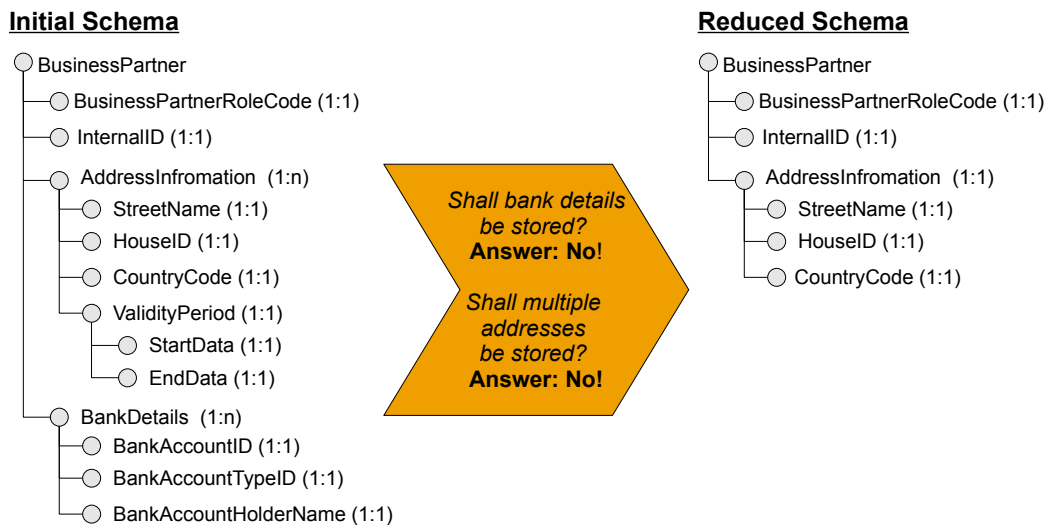 Initial Schema
BusinessPartner
BusinessPartnerRoleCode (1:1)
InternalID (1:1)
AddressInfromation (1:n)
StreetName (1:1)
HouseID (1:1)
CountryCode (1:1)
ValidityPeriod (1:1)
StartData (1:1)
EndData (1:1)
BankDetails (1:n)
BankAccountID (1:1)
BankAccountTypeID (1:1)
BankAccountHolderName (1:1)
Shall bank details
be stored?
Answer: No!
Shall multiple
addresses
be stored?
Answer: No!
Reduced Schema
BusinessPartner
BusinessPartnerRoleCode (1:1)
InternalID (1:1)
AddressInfromation (1:1)
StreetName (1:1)
HouseID (1:1)
CountryCode (1:1)